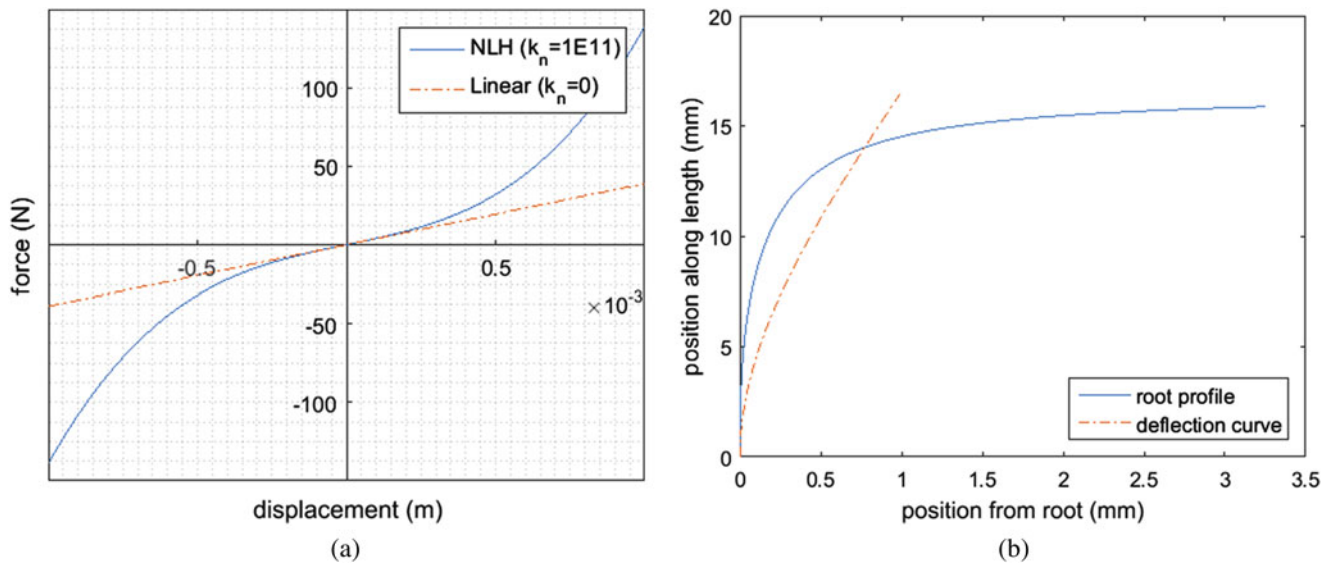 NLH (k_n=1E11)
Linear (k_n=0)
100
50
-0.5
0.5
×10^-3
-50
-100
force (N)
displacement (m)
(a)
20
15
10
5
0
0
0.5
1
1.5
2
2.5
3
3.5
position along length (mm)
root profile
deflection curve
position from root (mm)
(b)